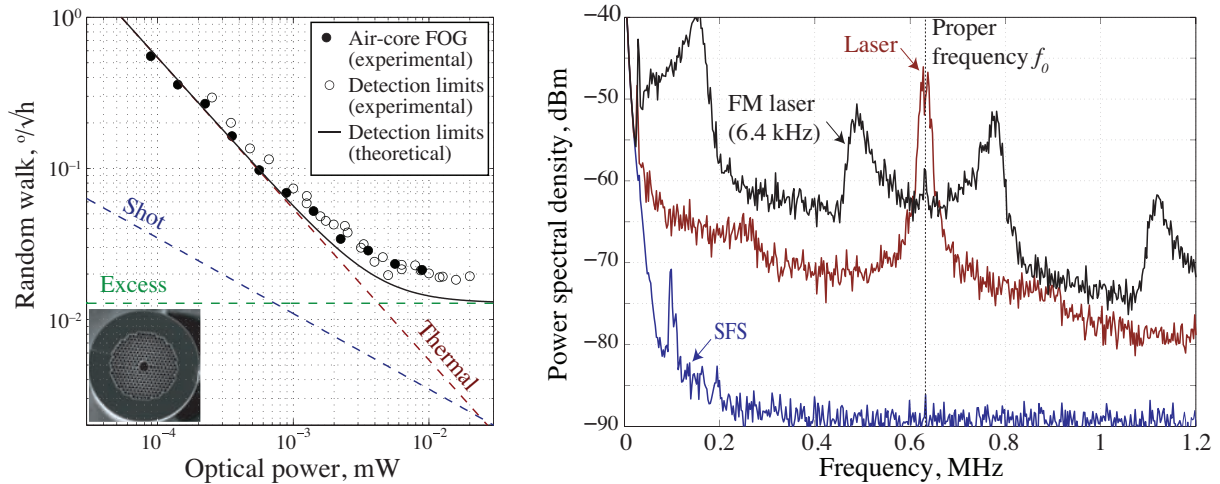 10⁰
10⁻¹
10⁻²
Random walk, º/√h
10⁻⁴
10⁻³
10⁻²
Optical power, mW
Air-core FOG
(experimental)
Detection limits
(experimental)
Detection limits
(theoretical)
Shot
Excess
Thermal
−40
−50
−60
−70
−80
−90
Power spectral density, dBm
0
0.2
0.4
0.6
0.8
1
1.2
Frequency, MHz
Laser
Proper
frequency f₀
FM laser
(6.4 kHz)
SFS